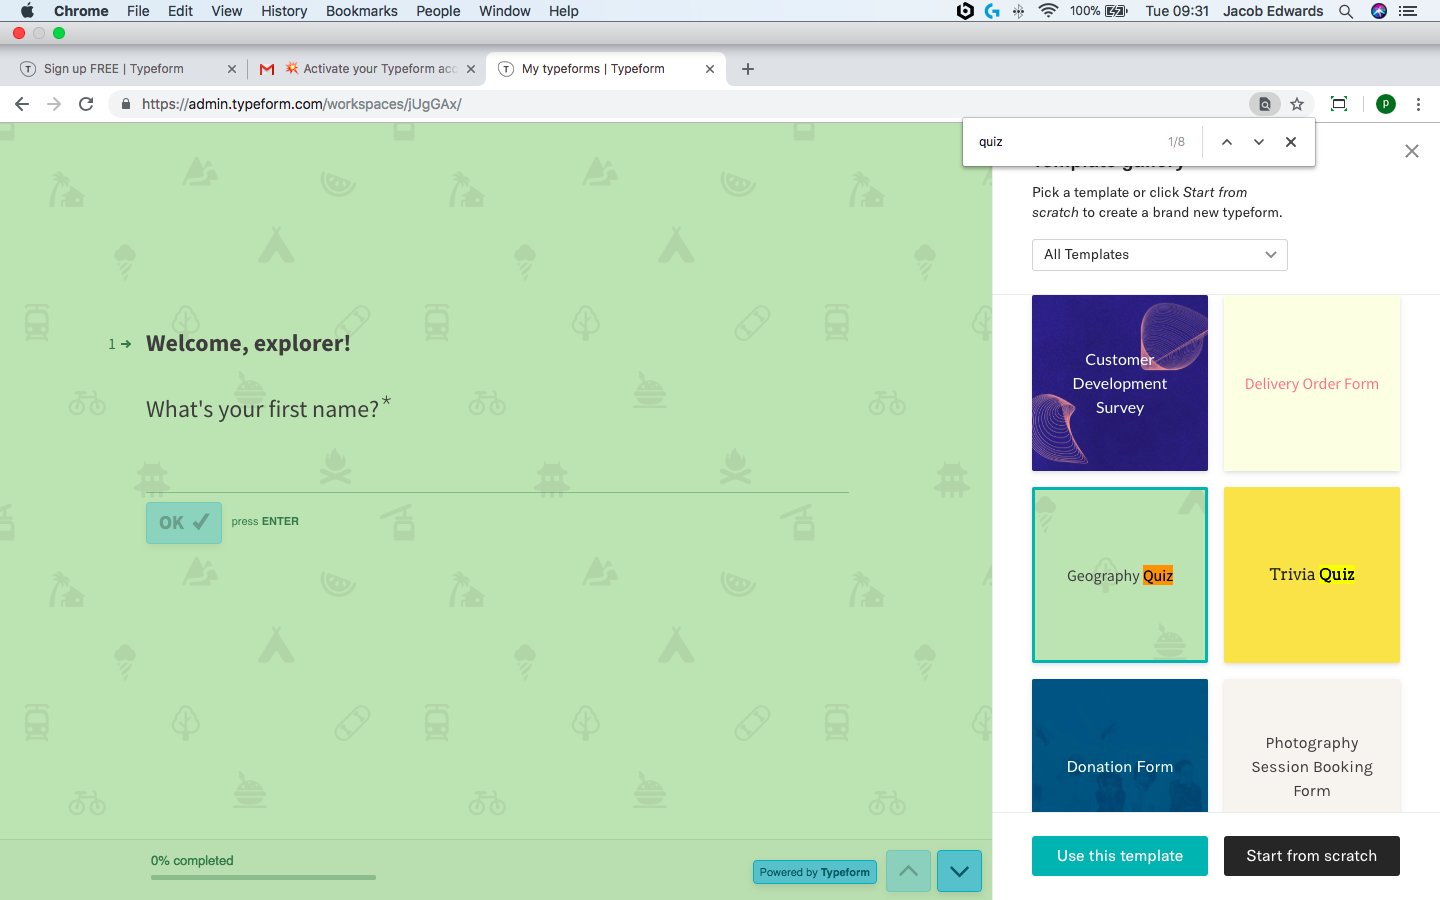 Chrome File Edit View History Bookmarks People Window Help 100% Tue 09:31 Jacob Edwards
Sign up FREE | Typeform
Activate your Typeform acc
My typeforms | Typeform
https://admin.typeform.com/workspaces/jUgGAx/
P
quiz 1/8
Template gallery
Pick a template or click Start from
scratch to create a brand new typeform.
All Templates
1 Welcome, explorer!
What's your first name?*
OK press ENTER
Customer
Development
Survey
Delivery Order Form
Geography Quiz
Trivia Quiz
Donation Form
Photography
Session Booking
Form
0% completed
Powered by Typeform
Use this template
Start from scratch